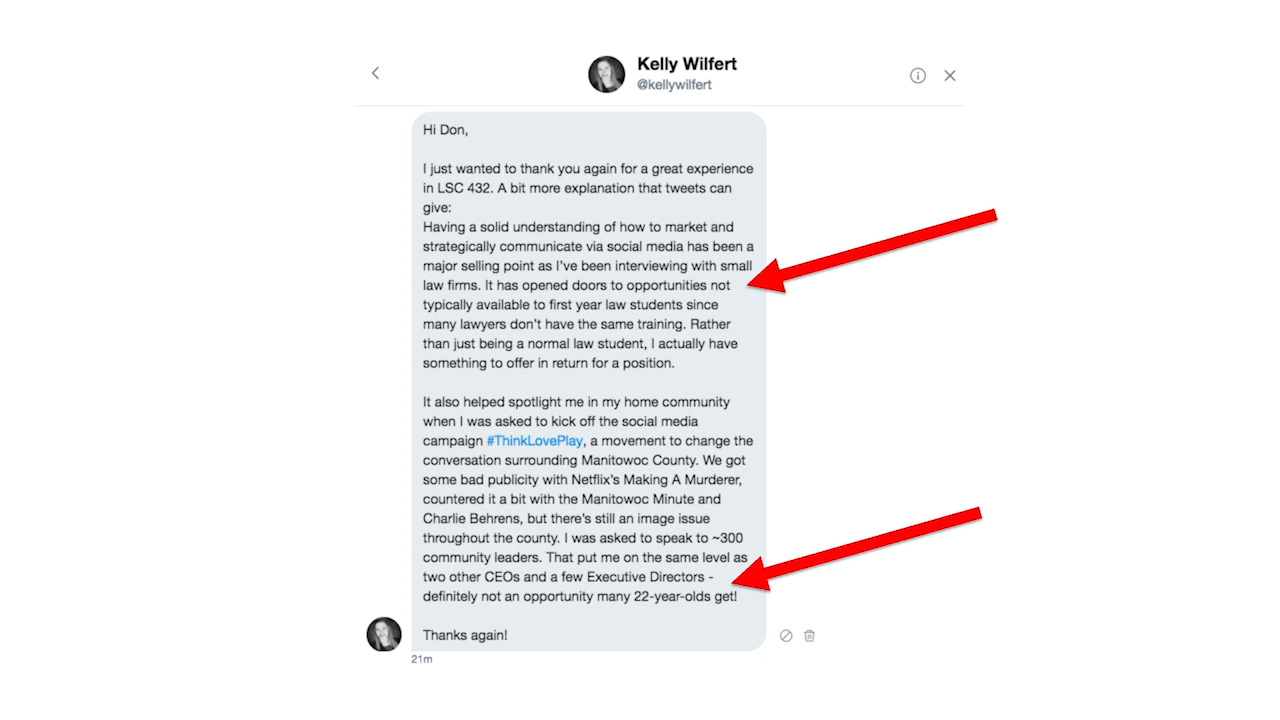 Kelly Wilfert
@kellywilfert
Hi Don,
I just wanted to thank you again for a great experience
in LSC 432. A bit more explanation that tweets can
give:
Having a solid understanding of how to market and
strategically communicate via social media has been a
major selling point as I've been interviewing with small
law firms. It has opened doors to opportunities not
typically available to first year law students since
many lawyers don't have the same training. Rather
than just being a normal law student, I actually have
something to offer in return for a position.
It also helped spotlight me in my home community
when I was asked to kick off the social media
campaign #ThinkLovePlay, a movement to change the
conversation surrounding Manitowoc County. We got
some bad publicity with Netflix's Making A Murderer,
countered it a bit with the Manitowoc Minute and
Charlie Behrens, but there's still an image issue
throughout the county. I was asked to speak to ~300
community leaders. That put me on the same level as
two other CEOs and a few Executive Directors -
definitely not an opportunity many 22-year-olds get!
Thanks again!
21m